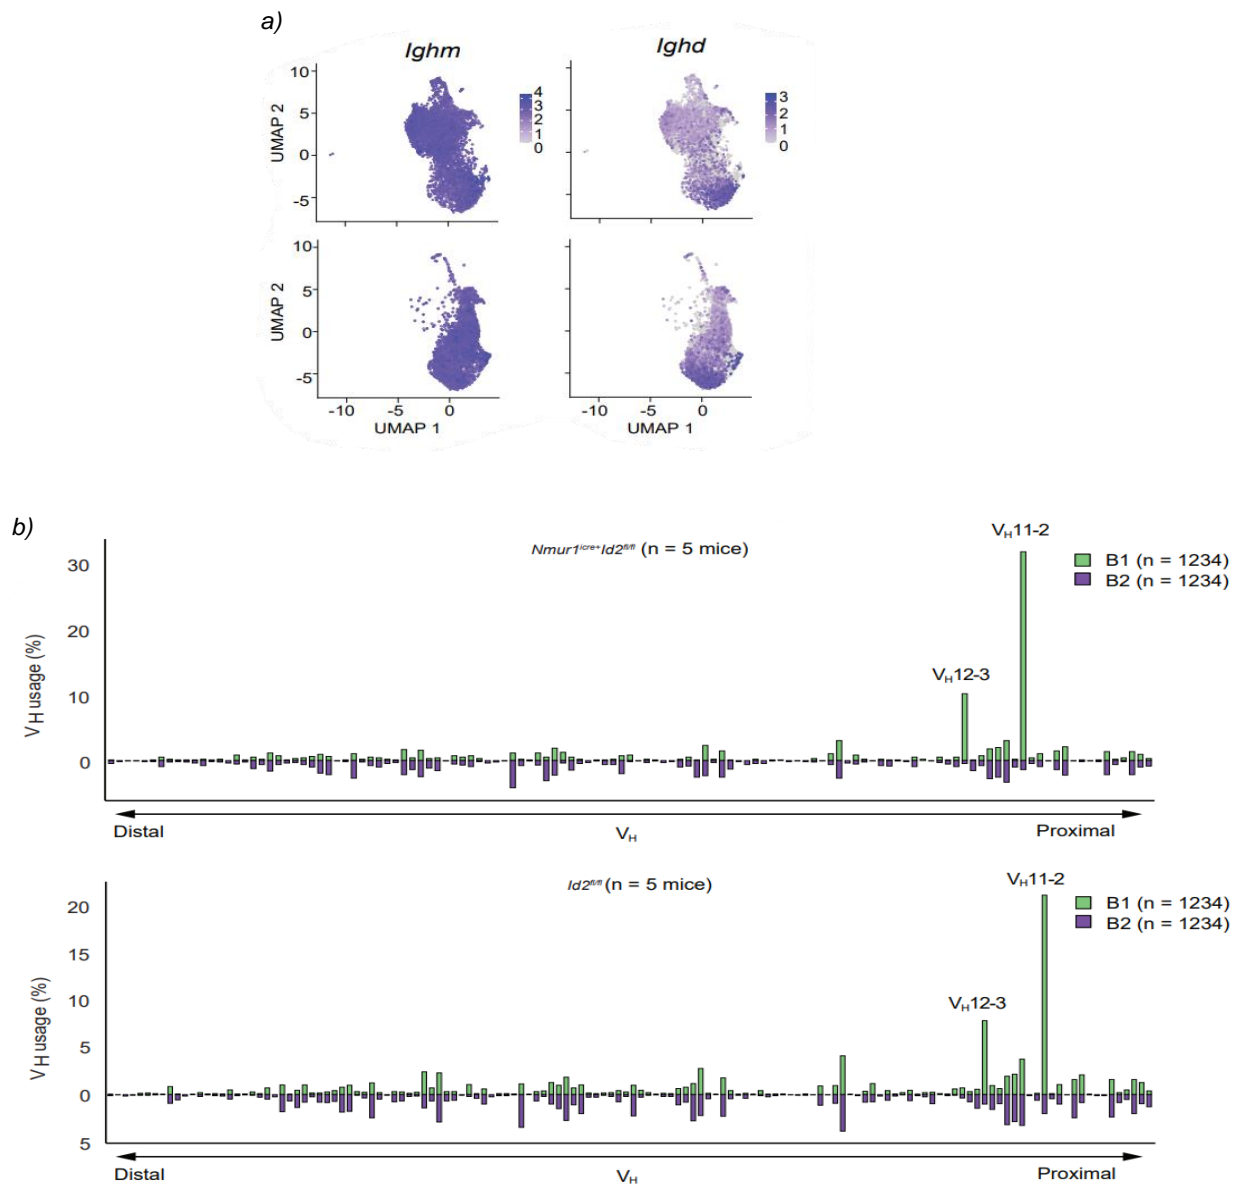 a)
Ighm
Ighd
10
5
0
-5
UMAP 2
4
3
2
1
0
3
2
1
0
10
5
0
-5
UMAP 2
-10 -5 0
UMAP 1
-10 -5 0
UMAP 1
b)
Nmur1icre+Id2fl/fl (n = 5 mice)
VH11-2
VH12-3
B1 (n = 1234)
B2 (n = 1234)
30
20
10
0
VH usage (%)
Distal VH Proximal
Id2fl/fl (n = 5 mice)
VH11-2
VH12-3
B1 (n = 1234)
B2 (n = 1234)
20
15
10
5
0
5
VH usage (%)
Distal VH Proximal